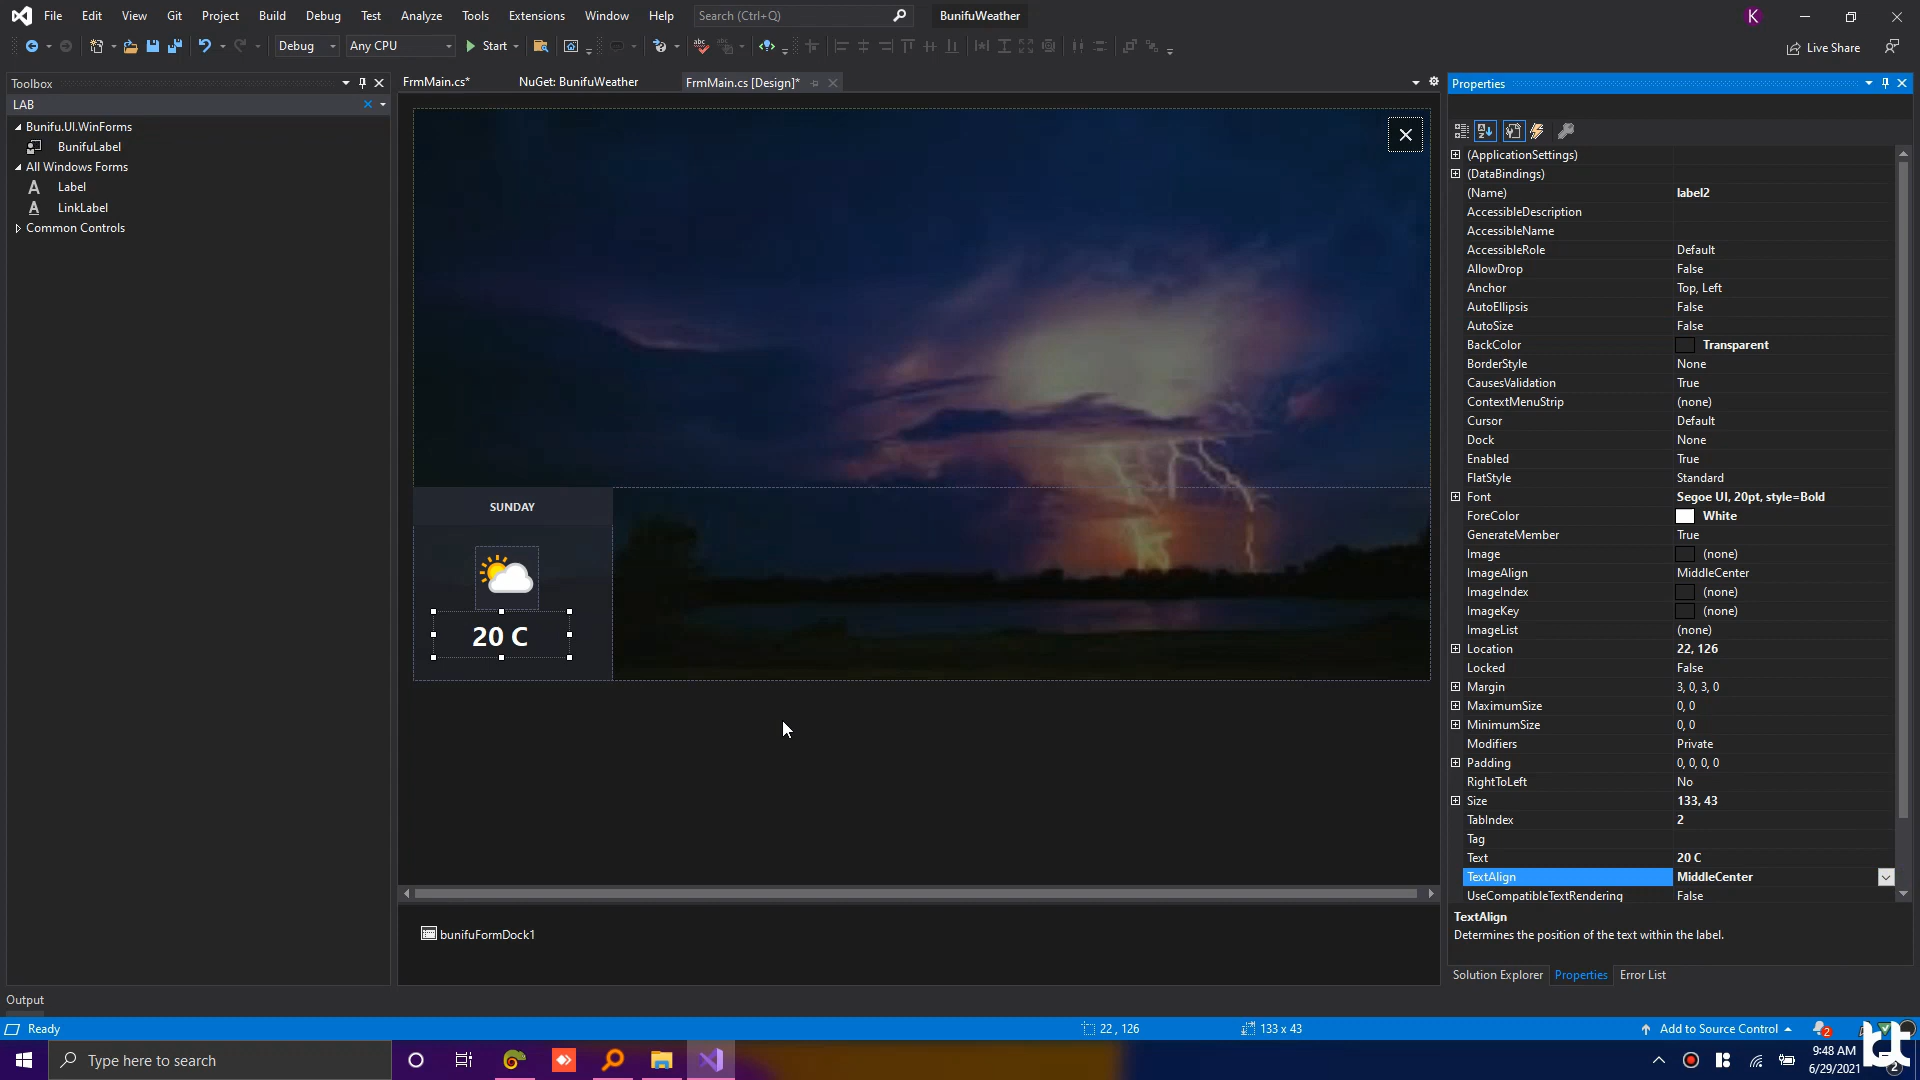 File Edit View Git Project Build Debug Test Analyze Tools Extensions Window Help Search (Ctrl+Q) BunifuWeather K
Debug Any CPU Start Live Share
Toolbox
LAB
Bunifu.UI.WinForms
BunifuLabel
All Windows Forms
Label
LinkLabel
Common Controls
FrmMain.cs* NuGet: BunifuWeather FrmMain.cs [Design]*
SUNDAY
20 C
bunifuFormDock1
Properties
(ApplicationSettings)
(DataBindings)
(Name) label2
AccessibleDescription
AccessibleName
AccessibleRole Default
AllowDrop False
Anchor Top, Left
AutoEllipsis False
AutoSize False
BackColor Transparent
BorderStyle None
CausesValidation True
ContextMenuStrip (none)
Cursor Default
Dock None
Enabled True
FlatStyle Standard
Font Segoe UI, 20pt, style=Bold
ForeColor White
GenerateMember True
Image (none)
ImageAlign MiddleCenter
ImageIndex (none)
ImageKey (none)
ImageList (none)
Location 22, 126
Locked False
Margin 3, 0, 3, 0
MaximumSize 0, 0
MinimumSize 0, 0
Modifiers Private
Padding 0, 0, 0, 0
RightToLeft No
Size 133, 43
TabIndex 2
Tag
Text 20 C
TextAlign MiddleCenter
UseCompatibleTextRendering False
TextAlign
Determines the position of the text within the label.
Solution Explorer Properties Error List
Output
Ready 22 , 126 133 x 43 Add to Source Control 2
Type here to search
9:48 AM
6/29/2021
2